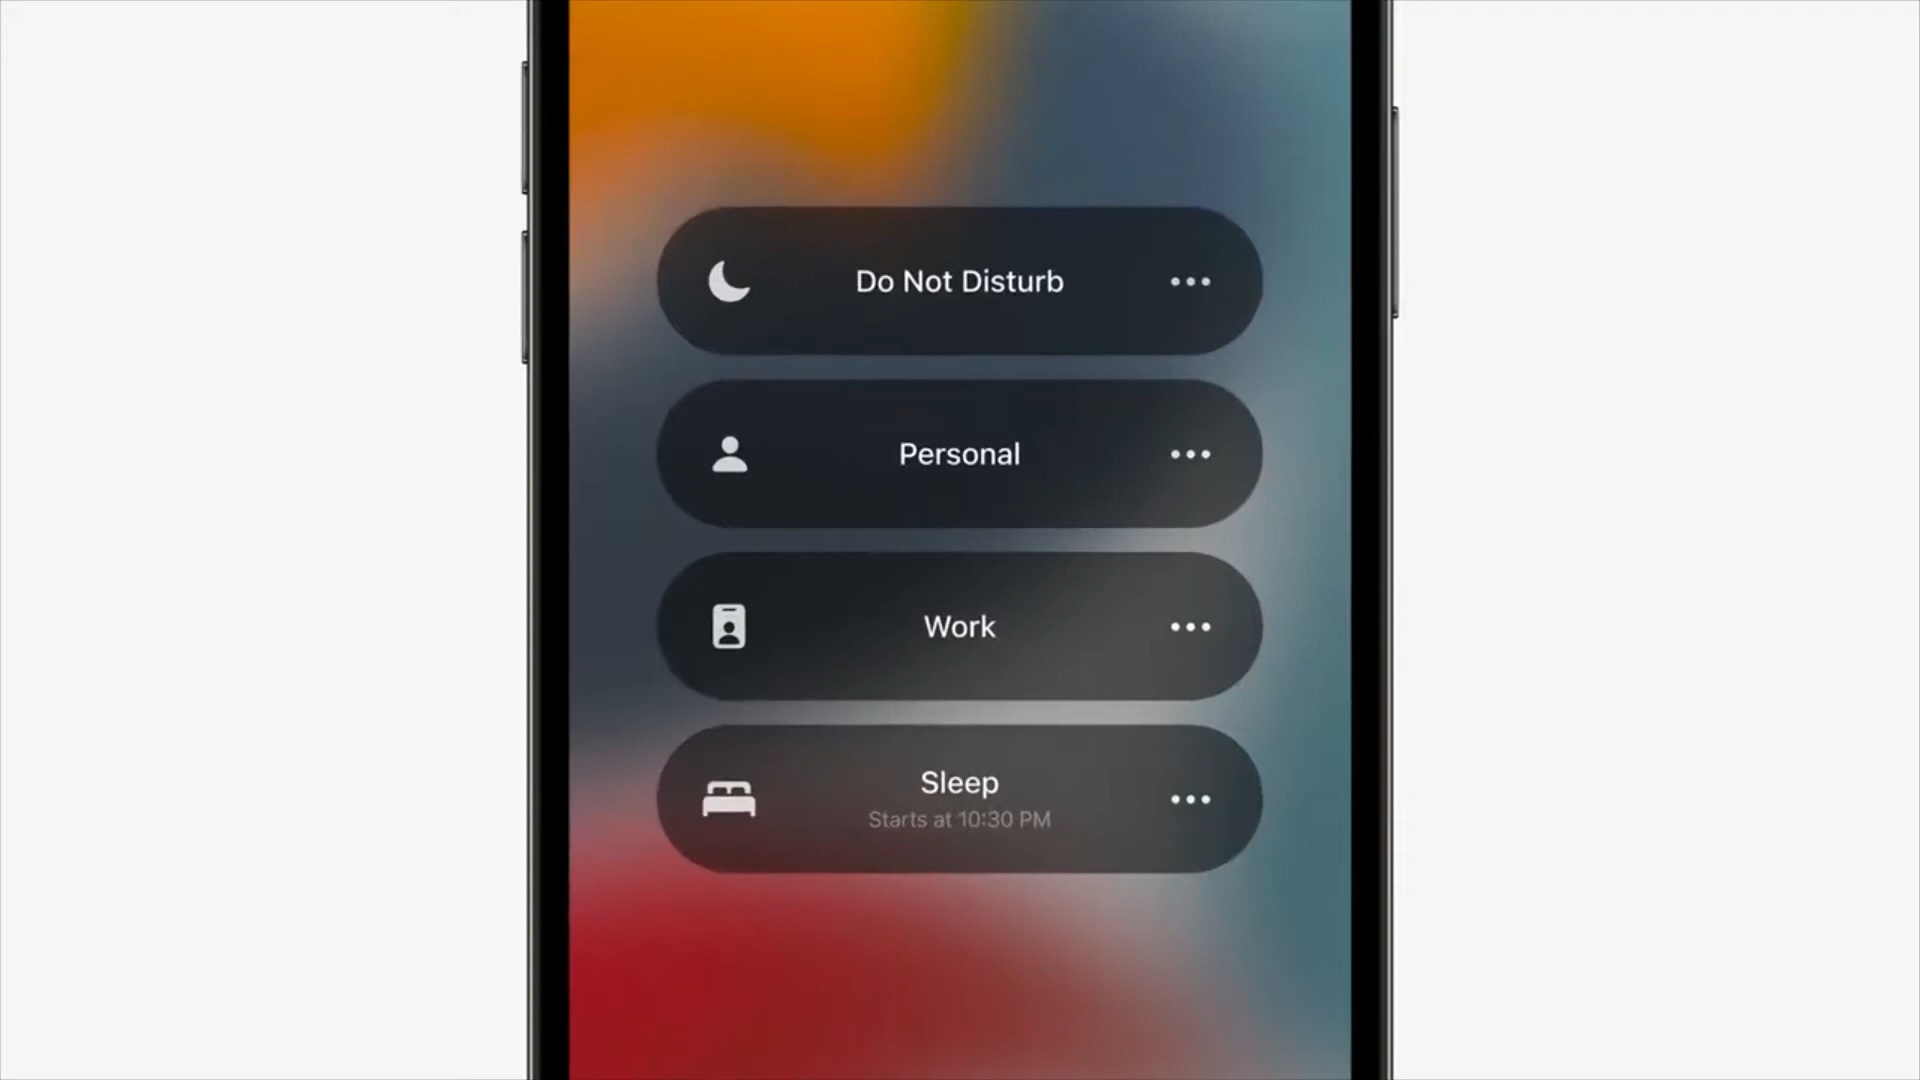 Do Not Disturb
Personal
Work
Sleep
Starts at 10:30 PM